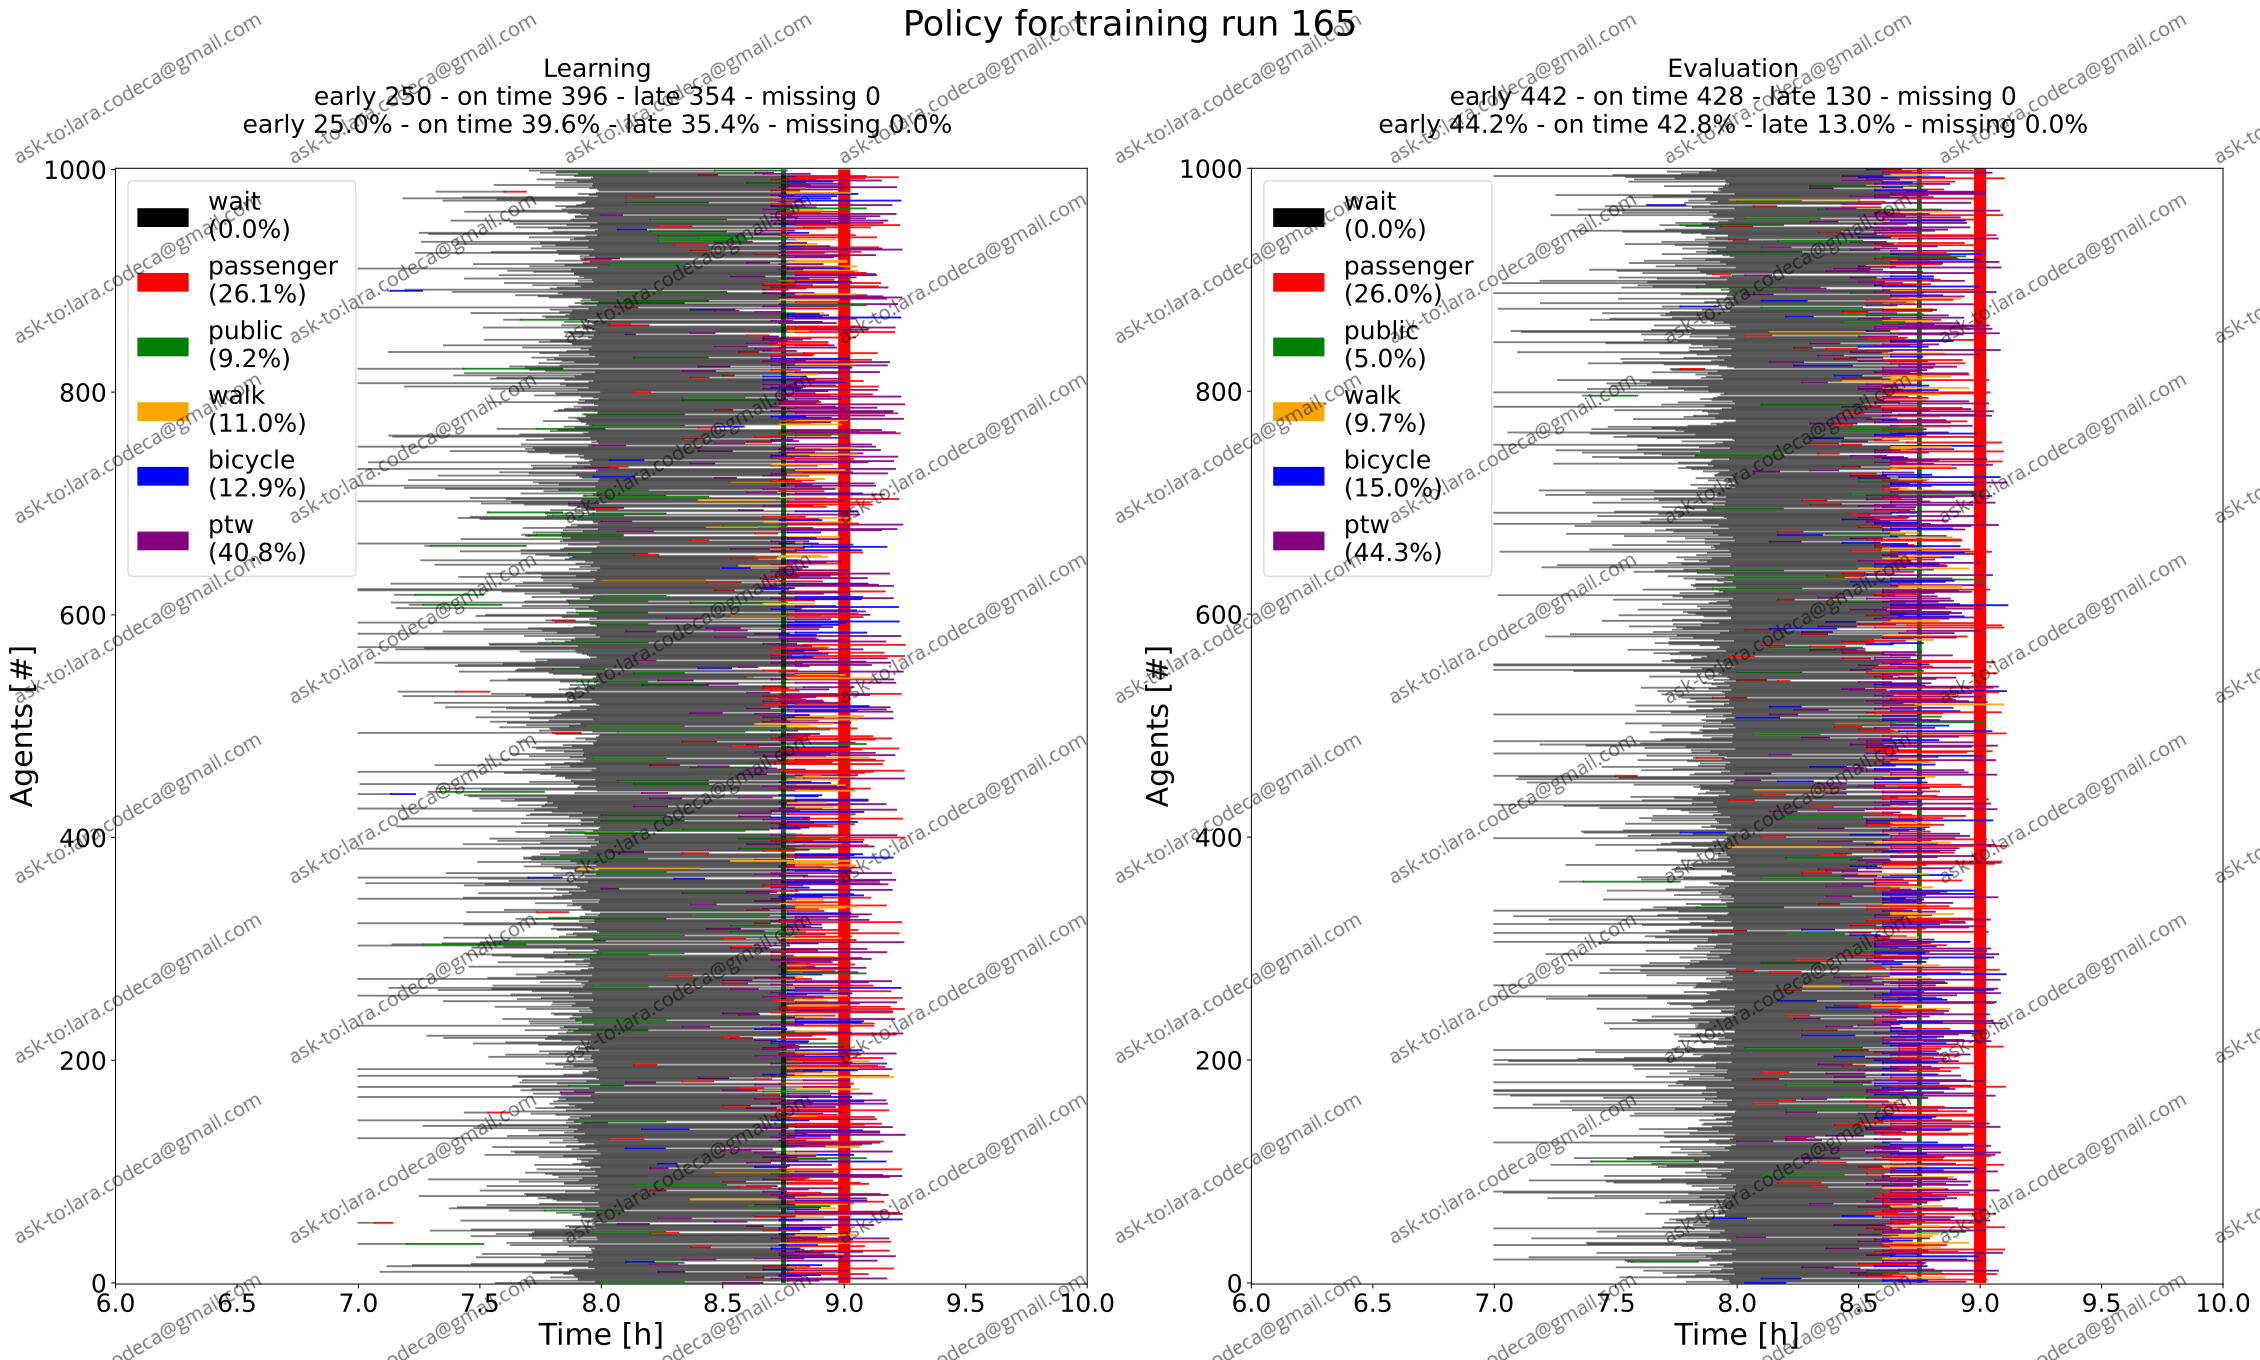 Policy for training run 165
Learning
early 250 - on time 396 - late 354 - missing 0
early 25.0% - on time 39.6% - late 35.4% - missing 0.0%
1000
800
600
400
200
0
Agents [#]
wait
(0.0%)
passenger
(26.1%)
public
(9.2%)
walk
(11.0%)
bicycle
(12.9%)
ptw
(40.8%)
6.0 6.5 7.0 7.5 8.0 8.5 9.0 9.5 10.0
Time [h]
Evaluation
early 442 - on time 428 - late 130 - missing 0
early 44.2% - on time 42.8% - late 13.0% - missing 0.0%
1000
800
600
400
200
0
Agents [#]
wait
(0.0%)
passenger
(26.0%)
public
(5.0%)
walk
(9.7%)
bicycle
(15.0%)
ptw
(44.3%)
6.0 6.5 7.0 7.5 8.0 8.5 9.0 9.5 10.0
Time [h]
ask-to:lara.codeca@gmail.com